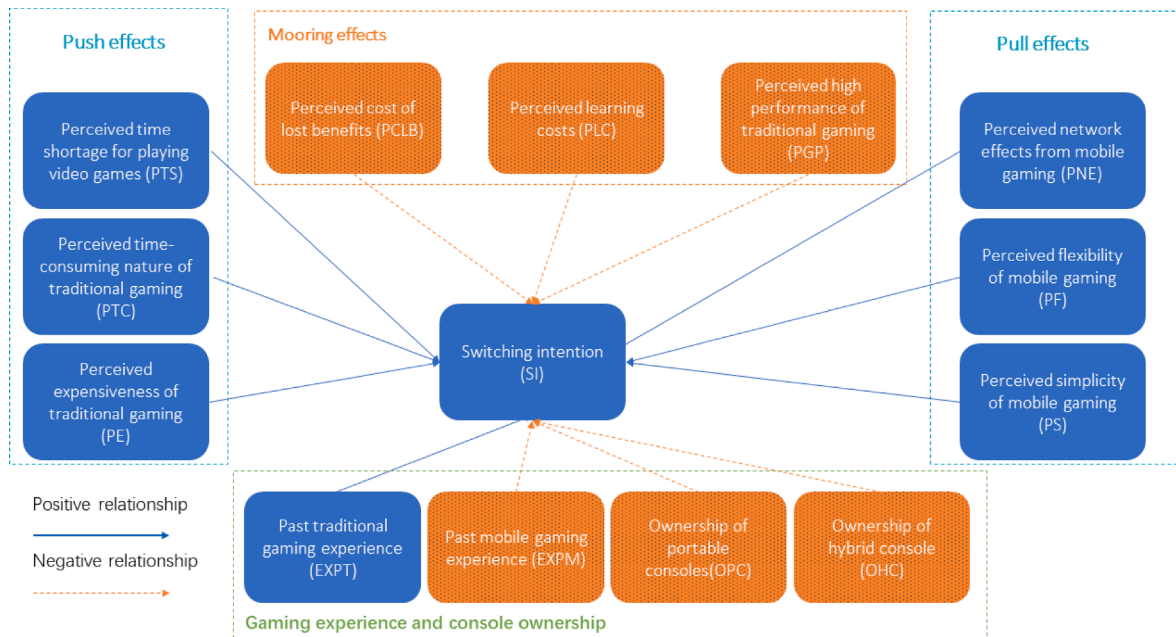 Push effects
Perceived time
shortage for playing
video games (PTS)
Perceived time-
consuming nature of
traditional gaming
(PTC)
Perceived
expensiveness of
traditional gaming
(PE)
Mooring effects
Perceived cost of
lost benefits (PCLB)
Perceived learning
costs (PLC)
Perceived high
performance of
traditional gaming
(PGP)
Pull effects
Perceived network
effects from mobile
gaming (PNE)
Perceived flexibility
of mobile gaming
(PF)
Perceived simplicity
of mobile gaming
(PS)
Switching intention
(SI)
Positive relationship
Negative relationship
Past traditional
gaming experience
(EXPT)
Past mobile gaming
experience (EXPM)
Ownership of
portable
consoles(OPC)
Ownership of
hybrid console
(OHC)
Gaming experience and console ownership